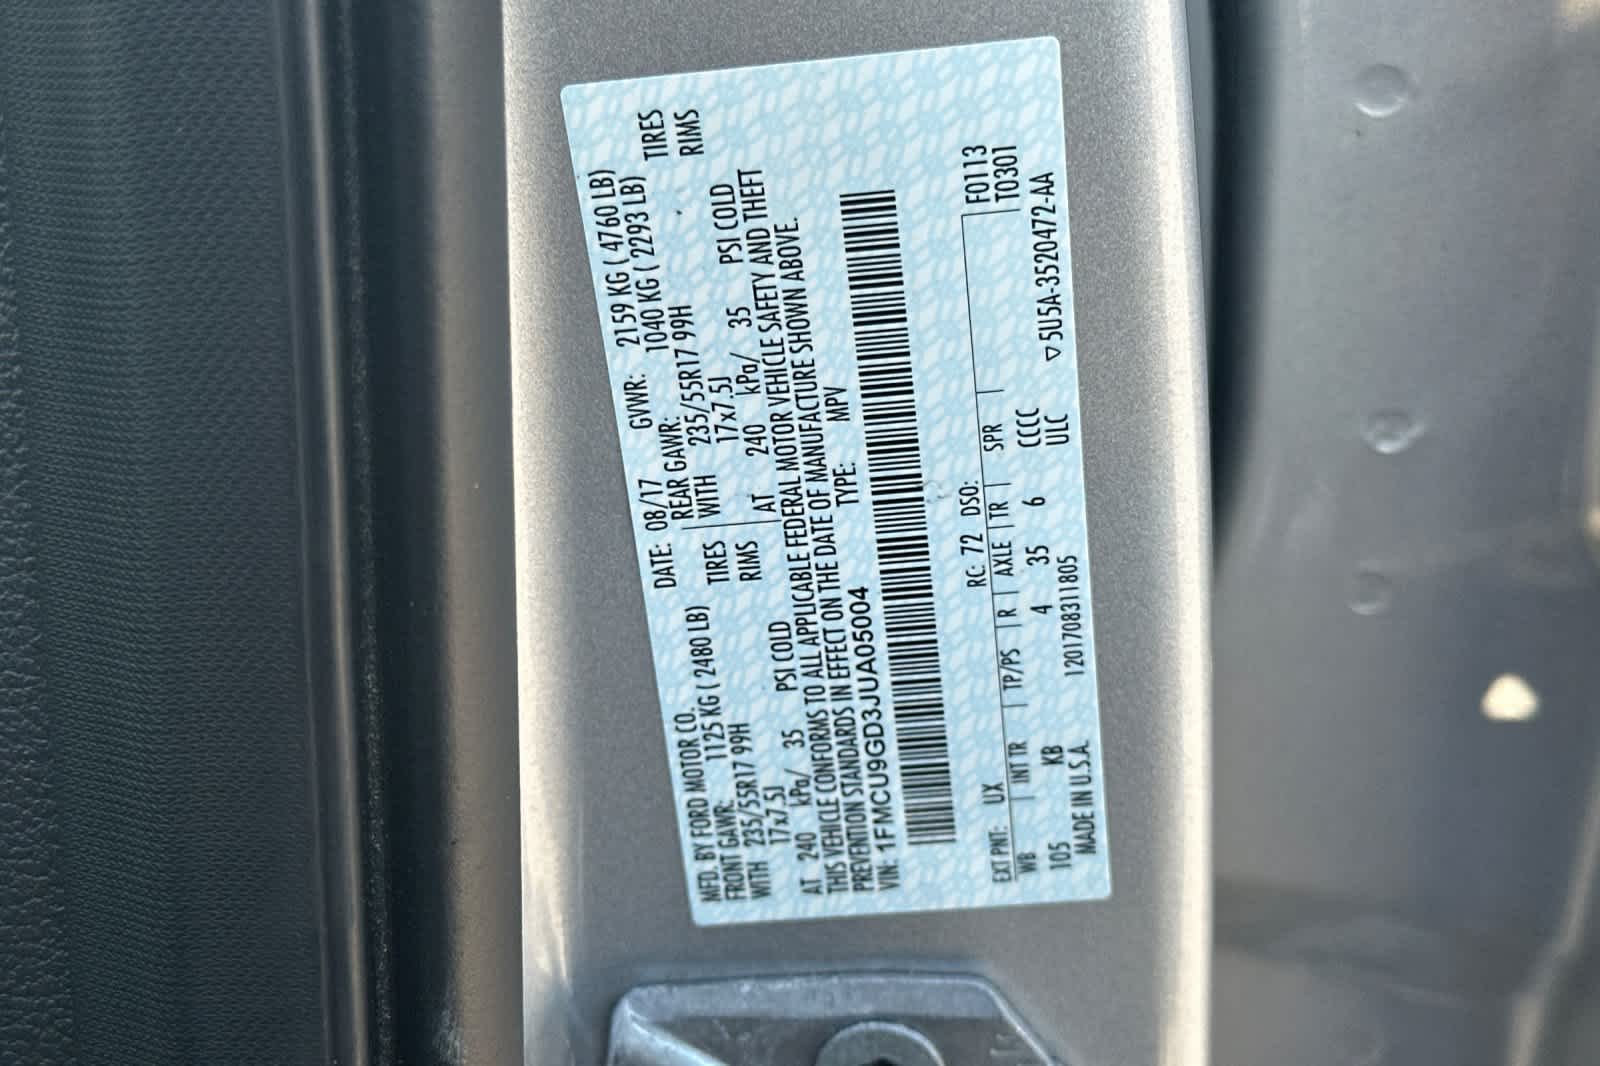 MFD. BY FORD MOTOR CO.
DATE: 08/17 GVWR: 2159 KG ( 4760 LB)
FRONT GAWR: 1125 KG ( 2480 LB)
REAR GAWR: 1040 KG ( 2293 LB)
WITH 235/55R17 99H TIRES
WITH 235/55R17 99H TIRES
17x7.5J RIMS
17x7.5J RIMS
AT 240 kPa/ 35 PSI COLD
AT 240 kPa/ 35 PSI COLD
THIS VEHICLE CONFORMS TO ALL APPLICABLE FEDERAL MOTOR VEHICLE SAFETY AND THEFT
PREVENTION STANDARDS IN EFFECT ON THE DATE OF MANUFACTURE SHOWN ABOVE.
VIN: 1FMCU9GD3JUA05004 TYPE: MPV
EXT PNT: UX RC: 72 DSO: F0113
WB | INT TR | TP/PS | R | AXLE | TR | SPR | T0301
105 KB 4 35 6 CCCC
ULC
MADE IN U.S.A. 120170831 1805 ▽5U5A-3520472-AA